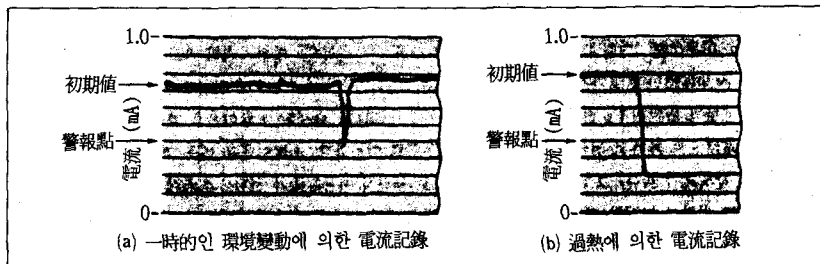 1.0-
初期値
電流 (mA)
警報點
0-
(a) 一時的인 環境變動에 의한 電流記錄
1.0-
初期値
電流 (mA)
警報點
0-
(b) 過熱에 의한 電流記錄